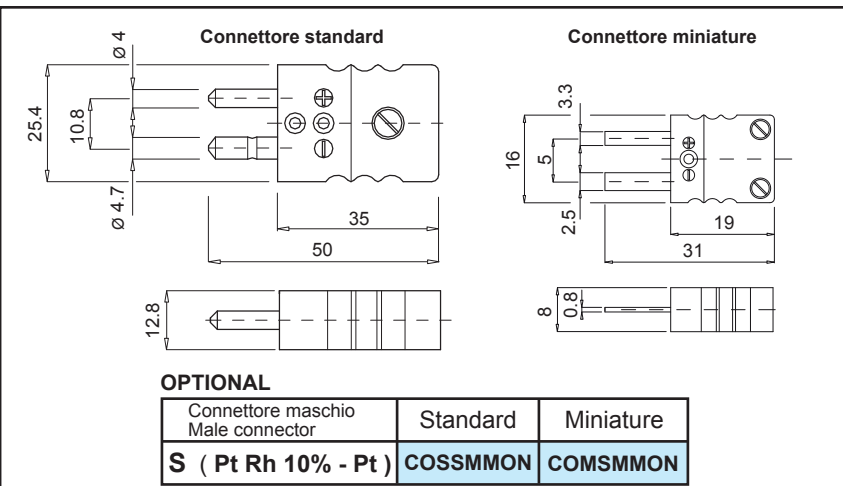 Connettore standard
Connettore miniature
Ø 4
25.4
10.8
Ø 4.7
35
50
3.3
16
5
2.5
19
31
12.8
8
0.8
OPTIONAL
Connettore maschio
Male connector
Standard
Miniature
S ( Pt Rh 10% - Pt )
COSSMMON
COMSMMON